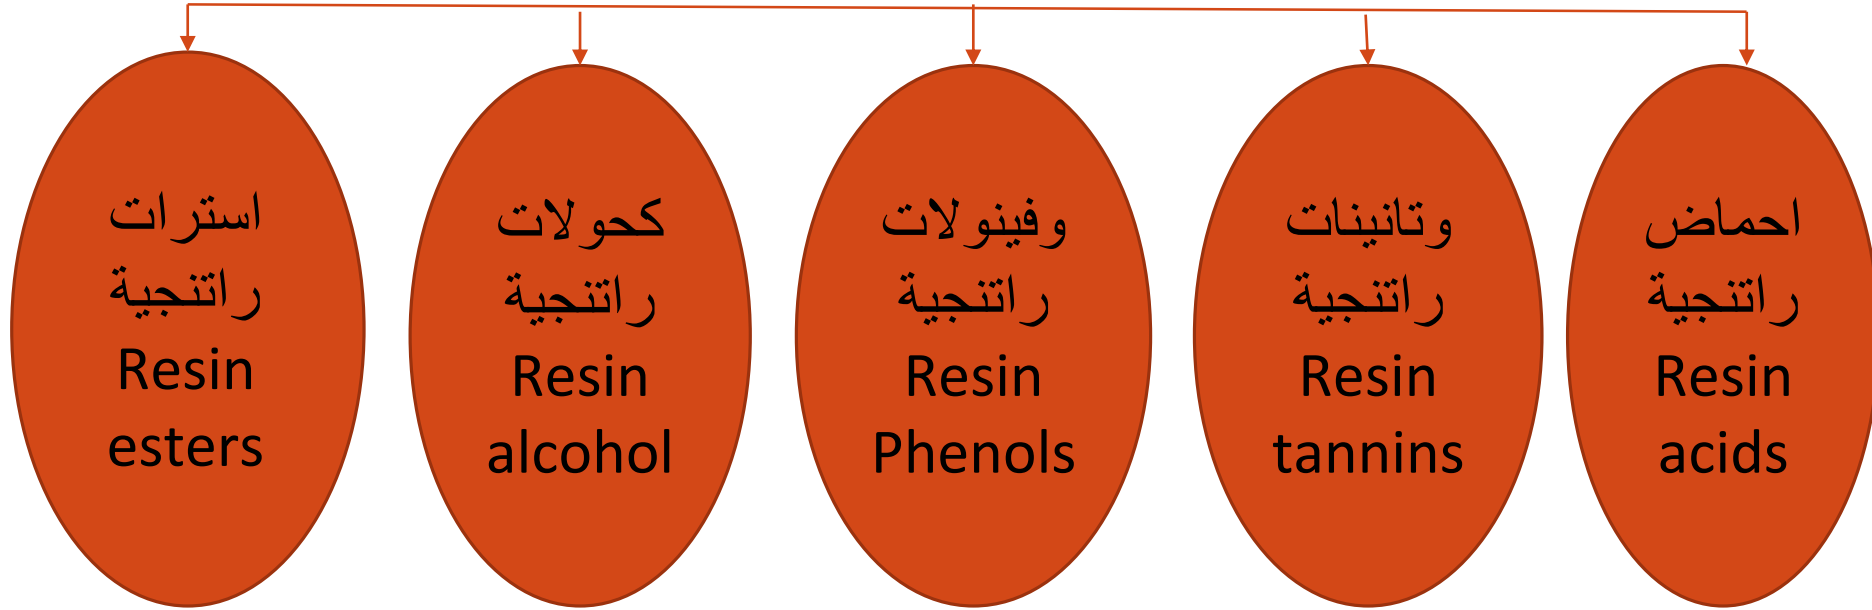 استرات
راتنجية
Resin
esters
كحولات
راتنجية
Resin
alcohol
وفينولات
راتنجية
Resin
Phenols
وتانينات
راتنجية
Resin
tannins
احماض
راتنجية
Resin
acids